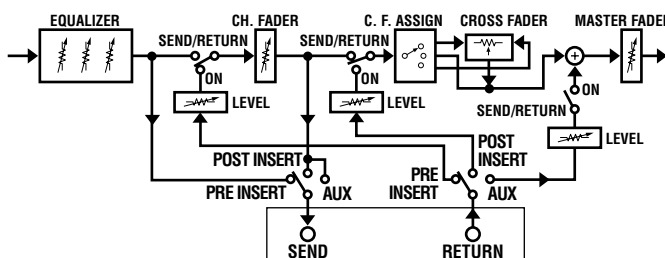 EQUALIZER
CH. FADER
C. F. ASSIGN
CROSS FADER
MASTER FADER
SEND/RETURN
SEND/RETURN
ON
ON
ON
LEVEL
LEVEL
SEND/RETURN
LEVEL
POST INSERT
PRE INSERT
AUX
PRE
INSERT
POST
INSERT
AUX
SEND
RETURN